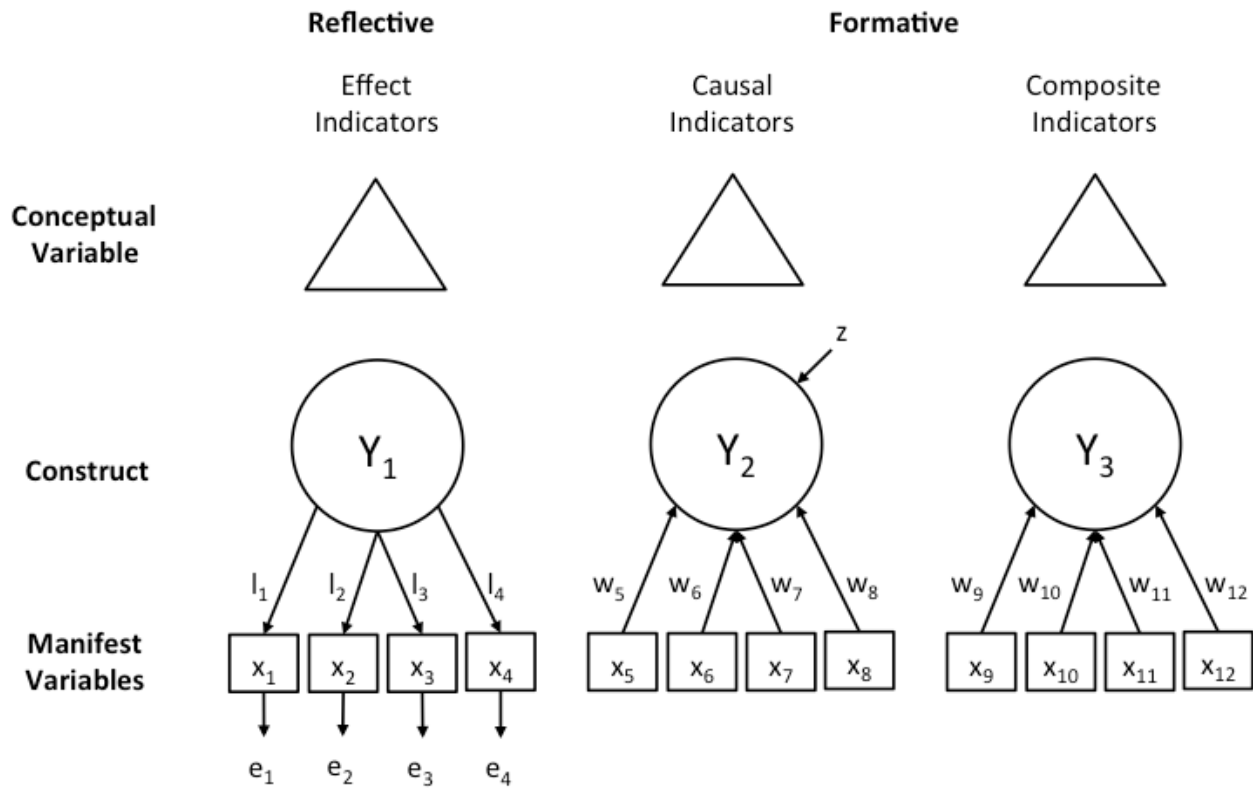 Reflective
Formative
Effect
Indicators
Causal
Indicators
Composite
Indicators
Conceptual
Variable
z
Construct
Y₁
Y₂
Y₃
l₁ l₂ l₃ l₄
w₅ w₆ w₇ w₈
w₉ w₁₀ w₁₁ w₁₂
Manifest
Variables
x₁ x₂ x₃ x₄
x₅ x₆ x₇ x₈
x₉ x₁₀ x₁₁ x₁₂
e₁ e₂ e₃ e₄